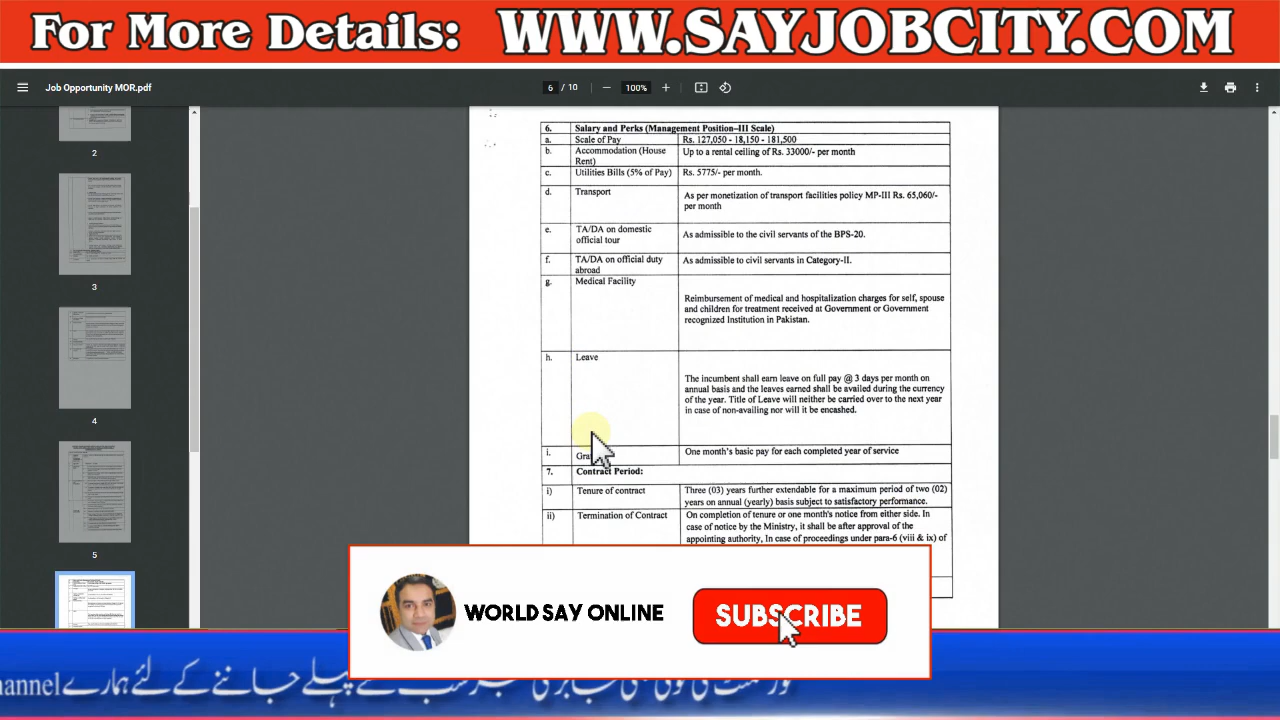 For More Details: WWW.SAYJOBCITY.COM
Job Opportunity MOR.pdf
6 / 10
100%
2
3
4
5
6. Salary and Perks (Management Position–III Scale)
a. Scale of Pay Rs. 127,050 - 18,150 - 181,500
b. Accommodation (House Rent) Up to a rental ceiling of Rs. 33000/- per month
c. Utilities Bills (5% of Pay) Rs. 5775/- per month.
d. Transport As per monetization of transport facilities policy MP-III Rs. 65,060/-
per month
e. TA/DA on domestic official tour As admissible to the civil servants of the BPS-20.
f. TA/DA on official duty abroad As admissible to civil servants in Category-II.
g. Medical Facility
Reimbursement of medical and hospitalization charges for self, spouse
and children for treatment received at Government or Government
recognized Institution in Pakistan.
h. Leave
The incumbent shall earn leave on full pay @ 3 days per month on
annual basis and the leaves earned shall be availed during the currency
of the year. Title of Leave will neither be carried over to the next year
in case of non-availing nor will it be encashed.
i. Gra One month's basic pay for each completed year of service
7. Contract Period:
i) Tenure of contract Three (03) years further extendable for a maximum period of two (02)
years on annual (yearly) basis subject to satisfactory performance.
ii) Termination of Contract On completion of tenure or one month's notice from either side. In
case of notice by the Ministry, it shall be after approval of the
appointing authority, In case of proceedings under para-6 (viii & ix) of
WORLD SAY ONLINE
SUBSCRIBE
پہلے جاننے کے لئے ہمارے hannel